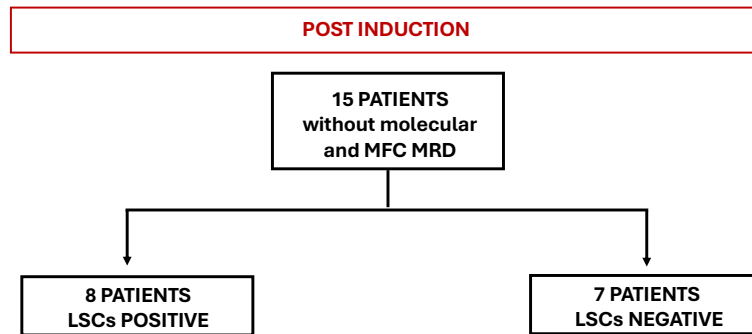 POST INDUCTION
15 PATIENTS
without molecular
and MFC MRD
8 PATIENTS
LSCs POSITIVE
7 PATIENTS
LSCs NEGATIVE